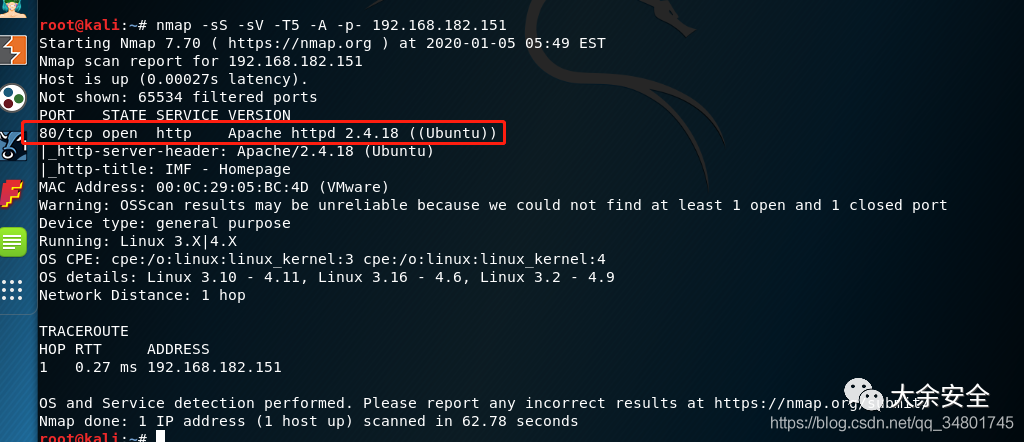 root@kali:~# nmap -sS -sV -T5 -A -p- 192.168.182.151
Starting Nmap 7.70 ( https://nmap.org ) at 2020-01-05 05:49 EST
Nmap scan report for 192.168.182.151
Host is up (0.00027s latency).
Not shown: 65534 filtered ports
PORT   STATE SERVICE VERSION
80/tcp open  http    Apache httpd 2.4.18 ((Ubuntu))
|_http-server-header: Apache/2.4.18 (Ubuntu)
|_http-title: IMF - Homepage
MAC Address: 00:0C:29:05:BC:4D (VMware)
Warning: OSScan results may be unreliable because we could not find at least 1 open and 1 closed port
Device type: general purpose
Running: Linux 3.X|4.X
OS CPE: cpe:/o:linux:linux_kernel:3 cpe:/o:linux:linux_kernel:4
OS details: Linux 3.10 - 4.11, Linux 3.16 - 4.6, Linux 3.2 - 4.9
Network Distance: 1 hop

TRACEROUTE
HOP RTT     ADDRESS
1   0.27 ms 192.168.182.151

OS and Service detection performed. Please report any incorrect results at https://nmap.org/submit/
大余安全
Nmap done: 1 IP address (1 host up) scanned in 62.78 seconds
https://blog.csdn.net/qq_34801745
root@kali:~#